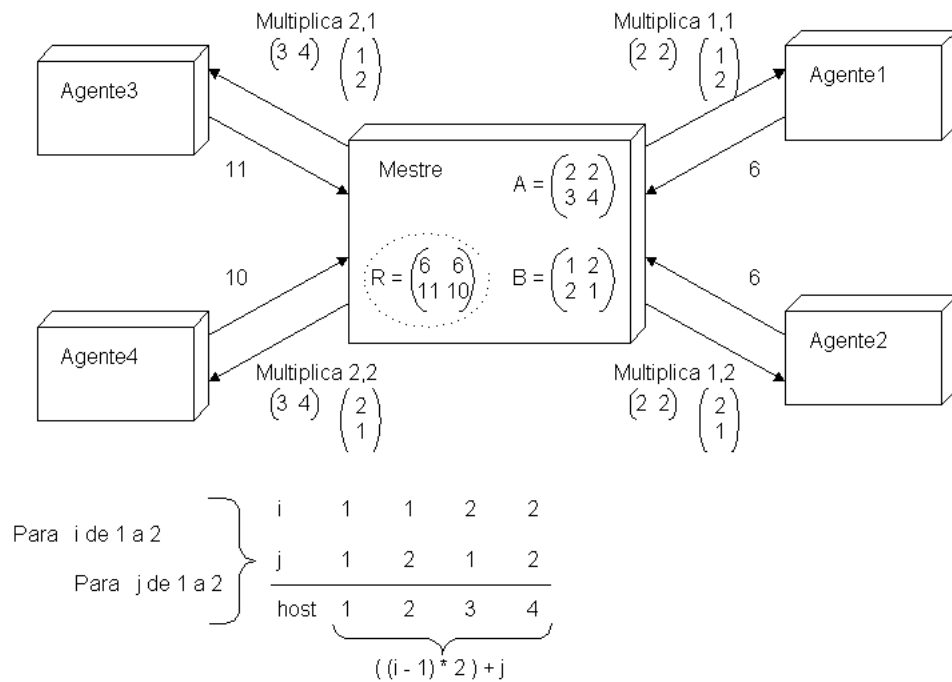 Multiplica 2,1
(3 4) (1
2)
Multiplica 1,1
(2 2) (1
2)
Agente3
Agente1
11
6
Mestre
A = (2 2
3 4)
R = (6 6
11 10)
B = (1 2
2 1)
10
6
Agente4
Agente2
Multiplica 2,2
(3 4) (2
1)
Multiplica 1,2
(2 2) (2
1)
Para i de 1 a 2
Para j de 1 a 2
i 1 1 2 2
j 1 2 1 2
host 1 2 3 4
( (i - 1) * 2 ) + j